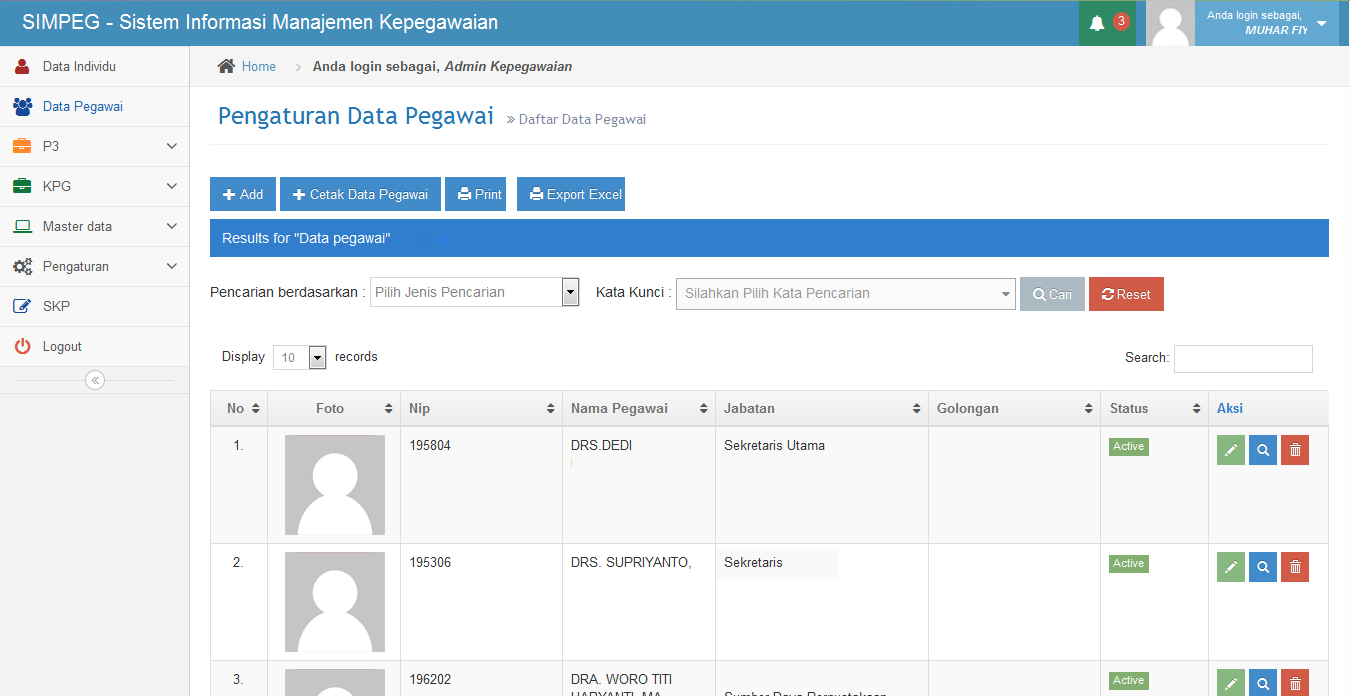 SIMPEG - Sistem Informasi Manajemen Kepegawaian
3
Anda login sebagai,
MUHAR FIY
Data Individu
Data Pegawai
P3
KPG
Master data
Pengaturan
SKP
Logout
Home > Anda login sebagai, Admin Kepegawaian
Pengaturan Data Pegawai » Daftar Data Pegawai
Add Cetak Data Pegawai Print Export Excel
Results for "Data pegawai"
Pencarian berdasarkan : Pilih Jenis Pencarian Kata Kunci : Silahkan Pilih Kata Pencarian Cari Reset
Display 10 records Search:
No Foto Nip Nama Pegawai Jabatan Golongan Status Aksi
1. 195804 DRS.DEDI Sekretaris Utama Active
2. 195306 DRS. SUPRIYANTO, Sekretaris Active
3. 196202 DRA. WORO TITI Active
HARYANTI, MA Sumber Daya Perpustakaan